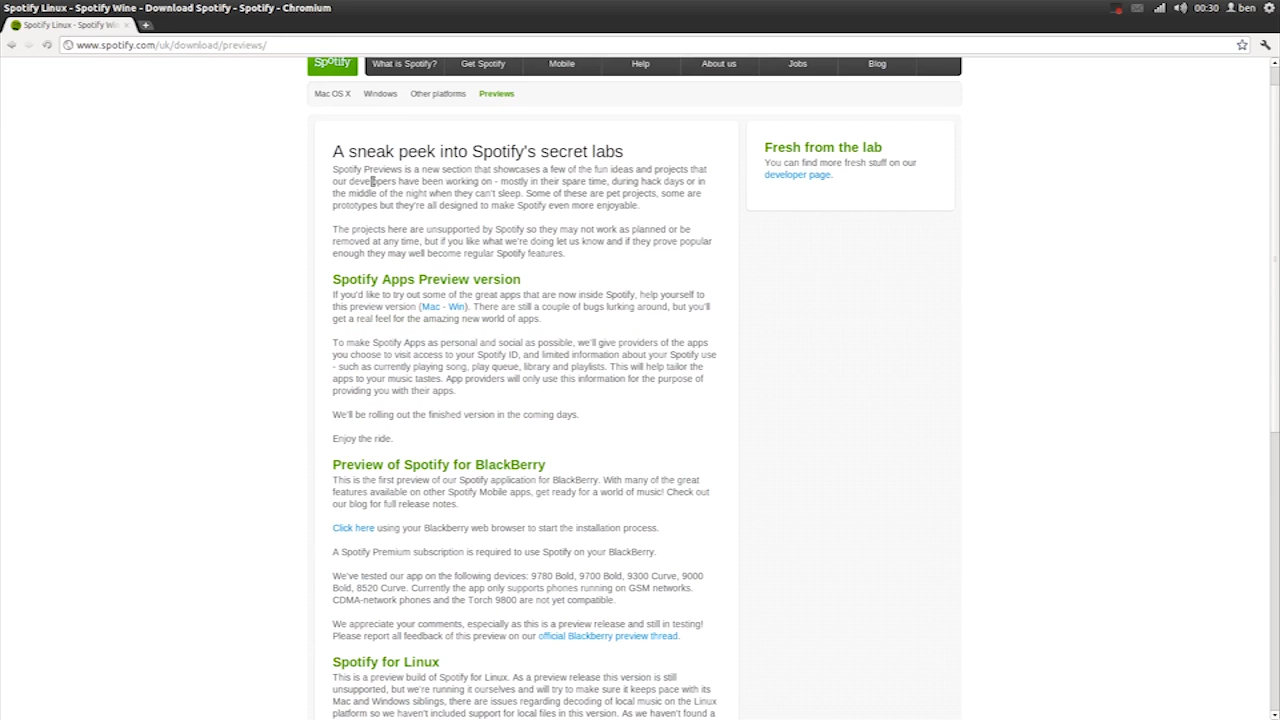 Spotify Linux - Spotify Wine - Download Spotify - Spotify - Chromium
00:30 ben
Spotify Linux - Spotify Wi
www.spotify.com/uk/download/previews/
Spotify What is Spotify? Get Spotify Mobile Help About us Jobs Blog
Mac OS X Windows Other platforms Previews
A sneak peek into Spotify's secret labs
Spotify Previews is a new section that showcases a few of the fun ideas and projects that
our developers have been working on - mostly in their spare time, during hack days or in
the middle of the night when they can't sleep. Some of these are pet projects, some are
prototypes but they're all designed to make Spotify even more enjoyable.
The projects here are unsupported by Spotify so they may not work as planned or be
removed at any time, but if you like what we're doing let us know and if they prove popular
enough they may well become regular Spotify features.
Spotify Apps Preview version
If you'd like to try out some of the great apps that are now inside Spotify, help yourself to
this preview version (Mac - Win). There are still a couple of bugs lurking around, but you'll
get a real feel for the amazing new world of apps.
To make Spotify Apps as personal and social as possible, we'll give providers of the apps
you choose to visit access to your Spotify ID, and limited information about your Spotify use
- such as currently playing song, play queue, library and playlists. This will help tailor the
apps to your music tastes. App providers will only use this information for the purpose of
providing you with their apps.
We'll be rolling out the finished version in the coming days.
Enjoy the ride.
Preview of Spotify for BlackBerry
This is the first preview of our Spotify application for BlackBerry. With many of the great
features available on other Spotify Mobile apps, get ready for a world of music! Check out
our blog for full release notes.
Click here using your Blackberry web browser to start the installation process.
A Spotify Premium subscription is required to use Spotify on your BlackBerry.
We've tested our app on the following devices: 9780 Bold, 9700 Bold, 9300 Curve, 9000
Bold, 8520 Curve. Currently the app only supports phones running on GSM networks.
CDMA-network phones and the Torch 9800 are not yet compatible.
We appreciate your comments, especially as this is a preview release and still in testing!
Please report all feedback of this preview on our official Blackberry preview thread.
Spotify for Linux
This is a preview build of Spotify for Linux. As a preview release this version is still
unsupported, but we're running it ourselves and will try to make sure it keeps pace with its
Mac and Windows siblings, there are issues regarding decoding of local music on the Linux
platform so we haven't included support for local files in this version. As we haven't found a
Fresh from the lab
You can find more fresh stuff on our
developer page.